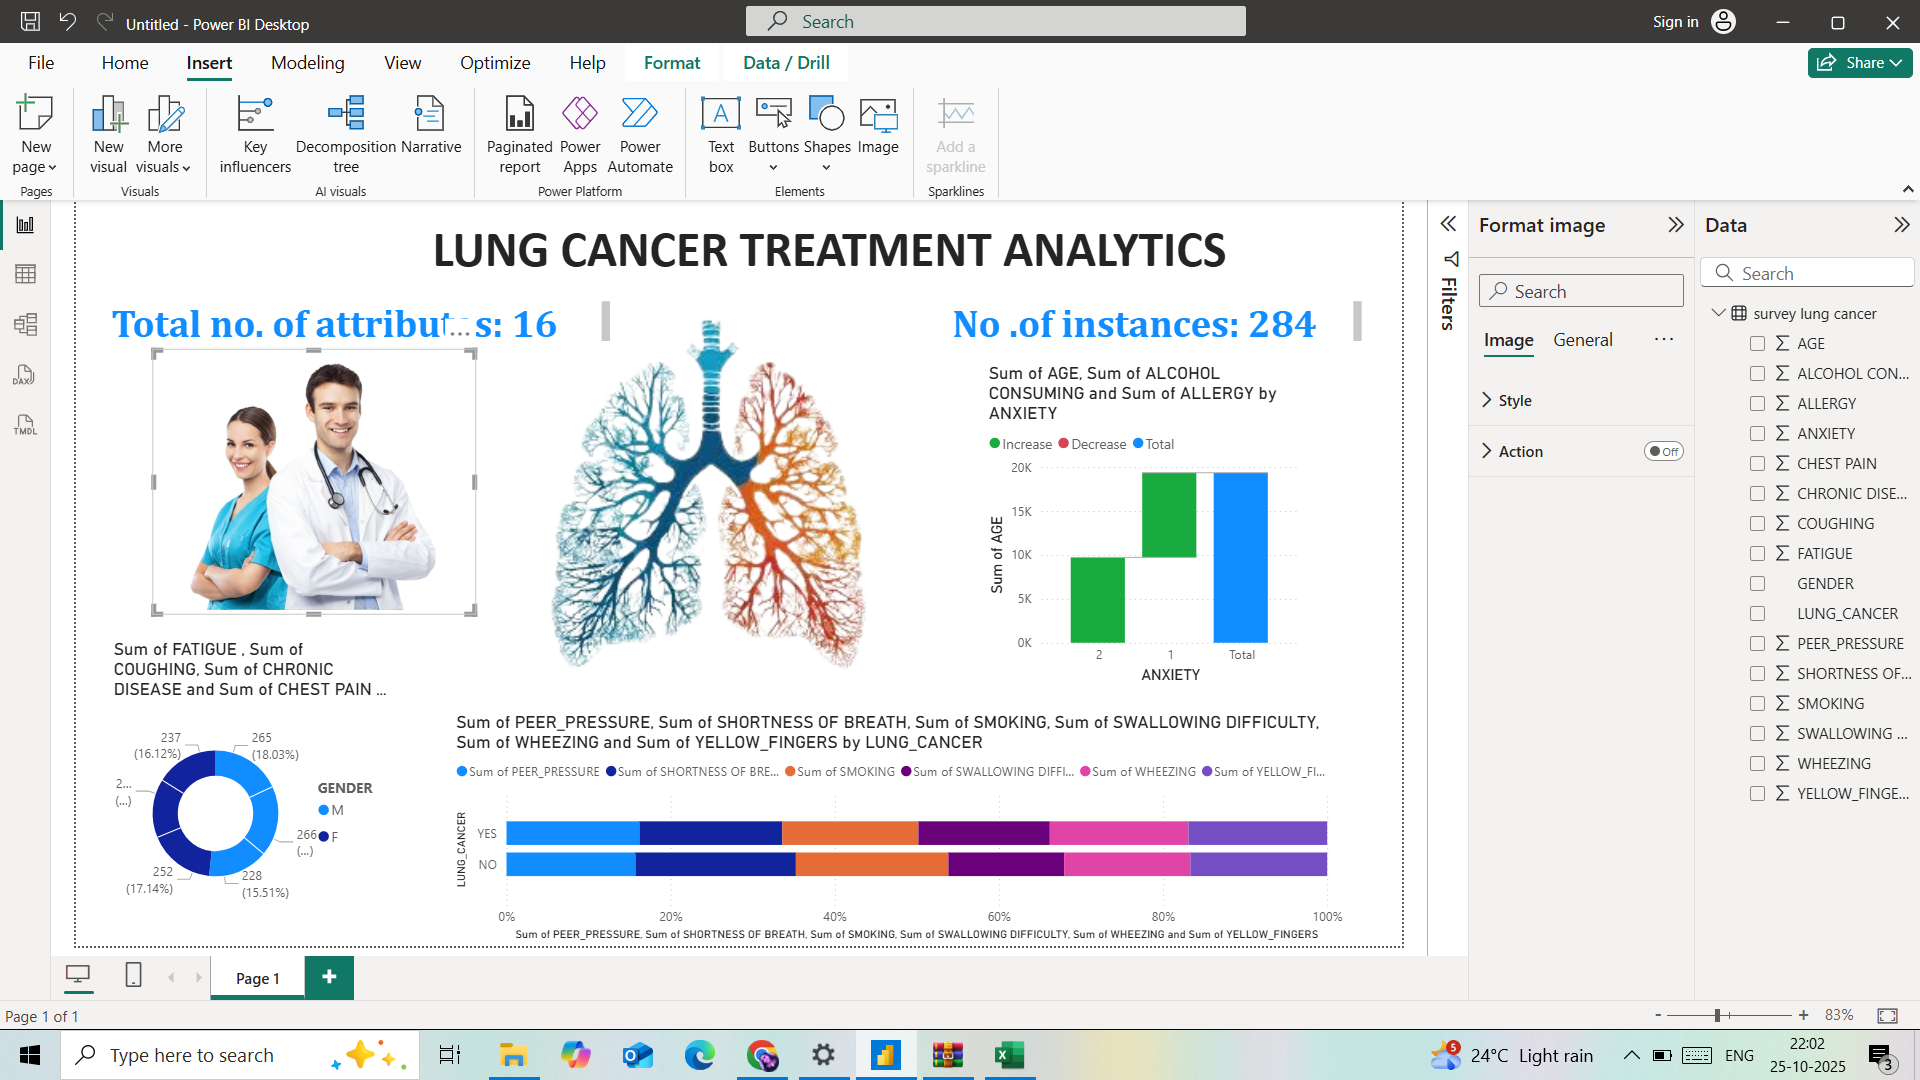 Untitled - Power BI Desktop
Search
Sign in
File Home Insert Modeling View Optimize Help Format Data / Drill
Share
New page
New visual
More visuals
Key influencers
Decomposition tree
Narrative
Paginated report
Power Apps
Power Automate
Text box
Buttons
Shapes
Image
Add a sparkline
Pages
Visuals
AI visuals
Power Platform
Elements
Sparklines
DAX
TMDL
LUNG CANCER TREATMENT ANALYTICS
Total no. of attribut... s: 16
No .of instances: 284
Sum of AGE, Sum of ALCOHOL
CONSUMING and Sum of ALLERGY by
ANXIETY
Increase Decrease Total
20K
15K
10K
5K
0K
Sum of AGE
2 1 Total
ANXIETY
Sum of FATIGUE , Sum of
COUGHING, Sum of CHRONIC
DISEASE and Sum of CHEST PAIN ...
237
(16.12%)
265
(18.03%)
2...
(...)
266
(...)
252
(17.14%)
228
(15.51%)
GENDER
M
F
Sum of PEER_PRESSURE, Sum of SHORTNESS OF BREATH, Sum of SMOKING, Sum of SWALLOWING DIFFICULTY,
Sum of WHEEZING and Sum of YELLOW_FINGERS by LUNG_CANCER
Sum of PEER_PRESSURE Sum of SHORTNESS OF BRE... Sum of SMOKING Sum of SWALLOWING DIFFI... Sum of WHEEZING Sum of YELLOW_FI...
LUNG_CANCER
YES
NO
0% 20% 40% 60% 80% 100%
Sum of PEER_PRESSURE, Sum of SHORTNESS OF BREATH, Sum of SMOKING, Sum of SWALLOWING DIFFICULTY, Sum of WHEEZING and Sum of YELLOW_FINGERS
Filters
Format image
Search
Image General ...
Style
Action Off
Data
Search
survey lung cancer
AGE
ALCOHOL CON...
ALLERGY
ANXIETY
CHEST PAIN
CHRONIC DISE...
COUGHING
FATIGUE
GENDER
LUNG_CANCER
PEER_PRESSURE
SHORTNESS OF...
SMOKING
SWALLOWING ...
WHEEZING
YELLOW_FINGE...
Page 1
+
Page 1 of 1
- + 83%
Type here to search
5
24°C Light rain
ENG
22:02
25-10-2025
3